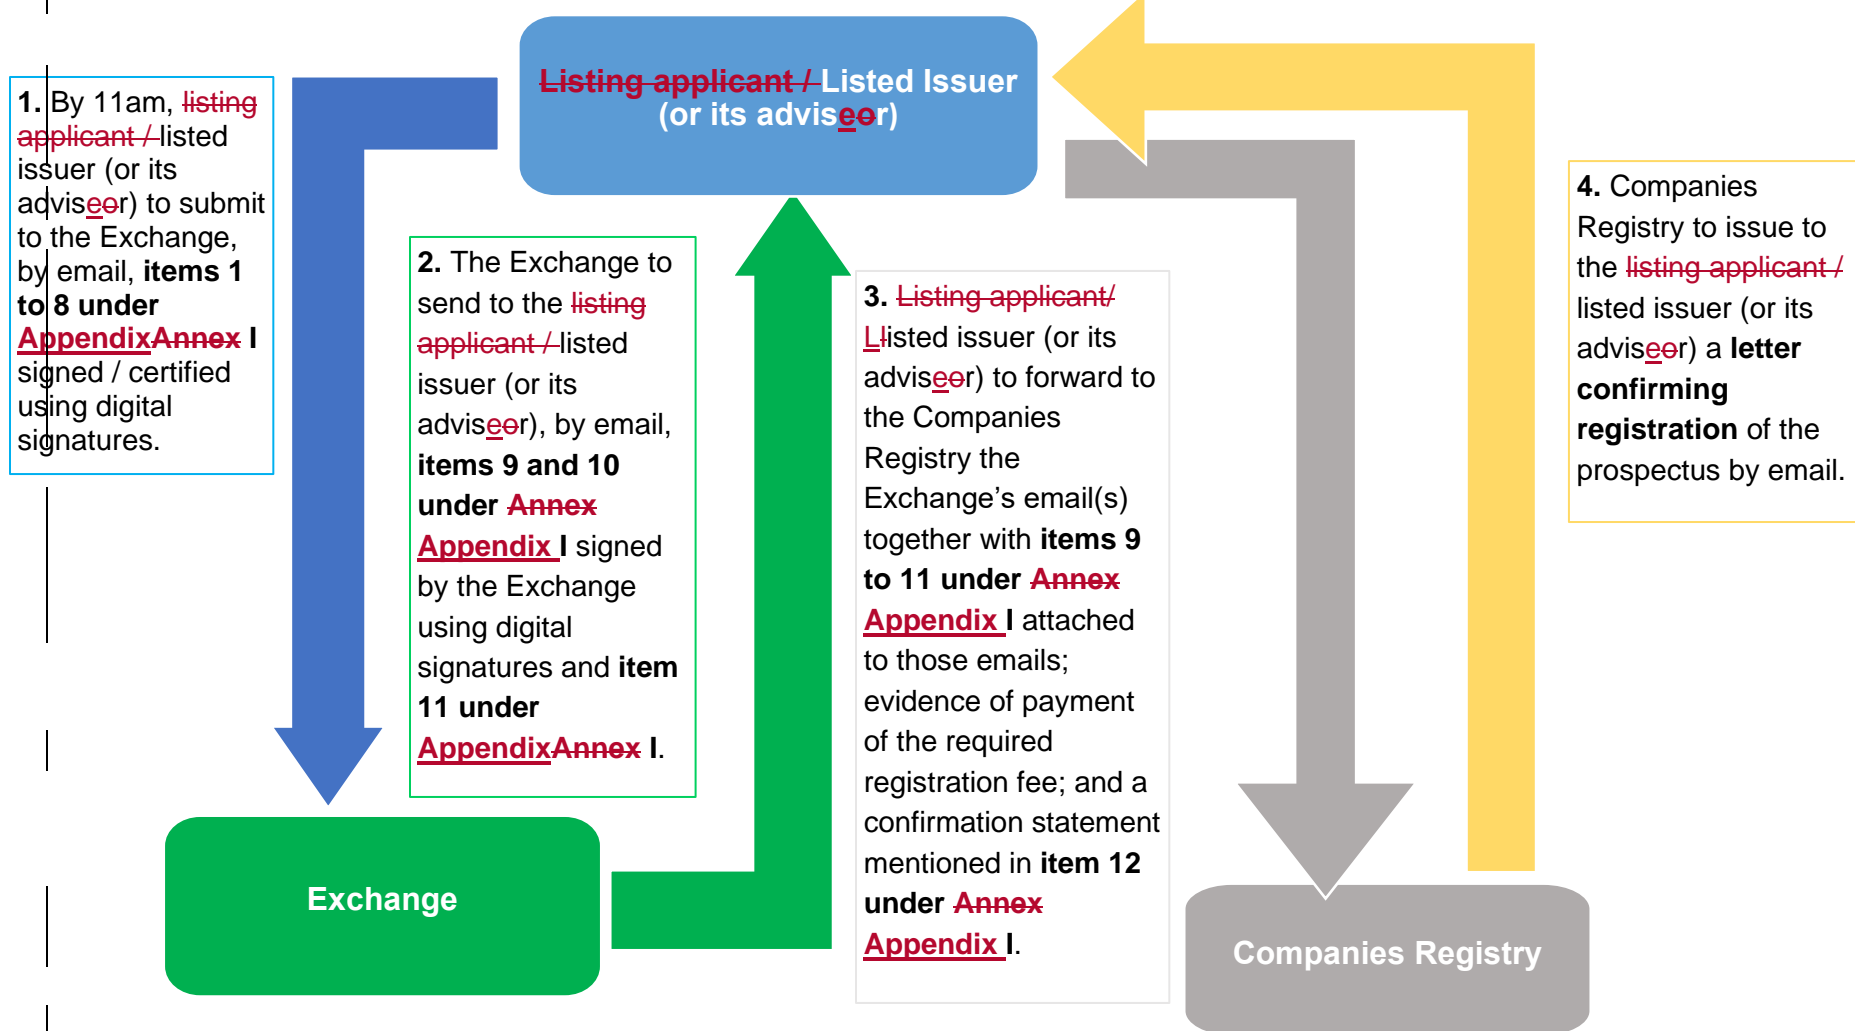 Listing applicant / Listed Issuer
(or its adviseor)
1. By 11am, listing
applicant / listed
issuer (or its
adviseor) to submit
to the Exchange,
by email, items 1
to 8 under
AppendixAnnex I
signed / certified
using digital
signatures.
2. The Exchange to
send to the listing
applicant / listed
issuer (or its
adviseor), by email,
items 9 and 10
under Annex
Appendix I signed
by the Exchange
using digital
signatures and item
11 under
AppendixAnnex I.
3. Listing applicant/
Llisted issuer (or its
adviseor) to forward to
the Companies
Registry the
Exchange’s email(s)
together with items 9
to 11 under Annex
Appendix I attached
to those emails;
evidence of payment
of the required
registration fee; and a
confirmation statement
mentioned in item 12
under Annex
Appendix I.
4. Companies
Registry to issue to
the listing applicant /
listed issuer (or its
adviseor) a letter
confirming
registration of the
prospectus by email.
Exchange
Companies Registry